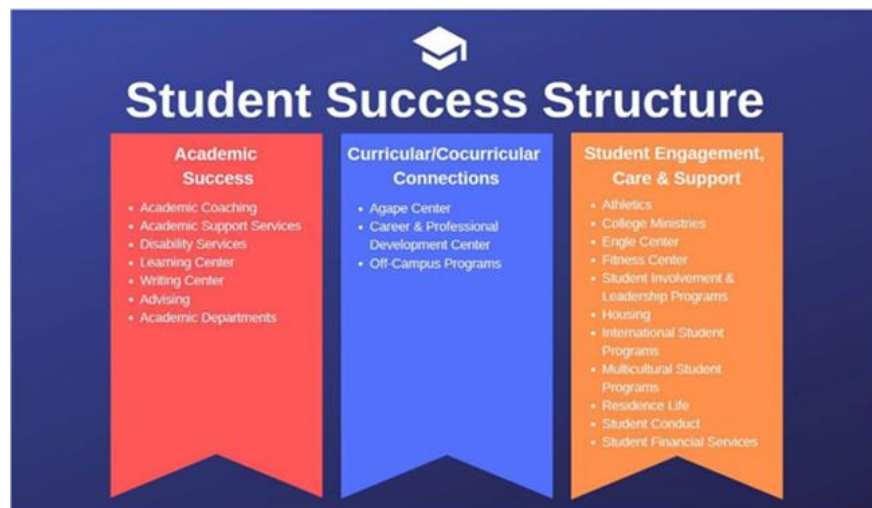 Student Success Structure
Academic
Success
• Academic Coaching
• Academic Support Services
• Disability Services
• Learning Center
• Writing Center
• Advising
• Academic Departments
Curricular/Cocurricular
Connections
• Agape Center
• Career & Professional
Development Center
• Off-Campus Programs
Student Engagement,
Care & Support
• Athletics
• College Ministries
• Engle Center
• Fitness Center
• Student Involvement &
Leadership Programs
• Housing
• International Student
Programs
• Multicultural Student
Programs
• Residence Life
• Student Conduct
• Student Financial Services